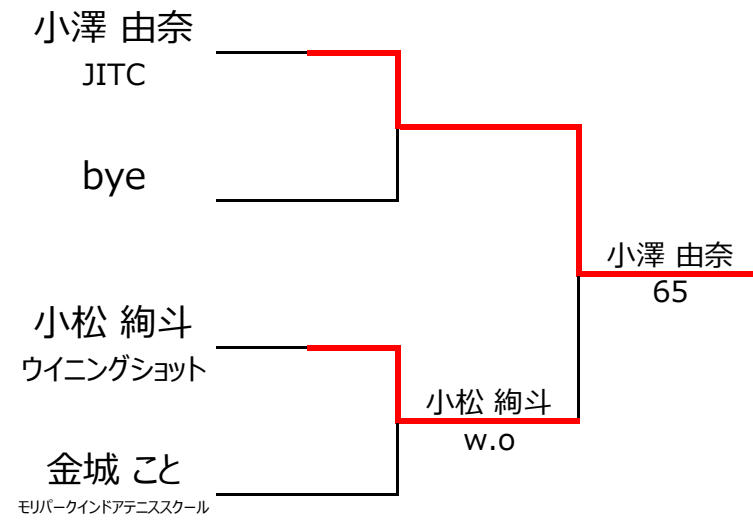 小澤 由奈
JITC
bye
小澤 由奈
65
小松 絢斗
ウイニングショット
小松 絢斗
w.o
金城 こと
モリパークインドアテニススクール